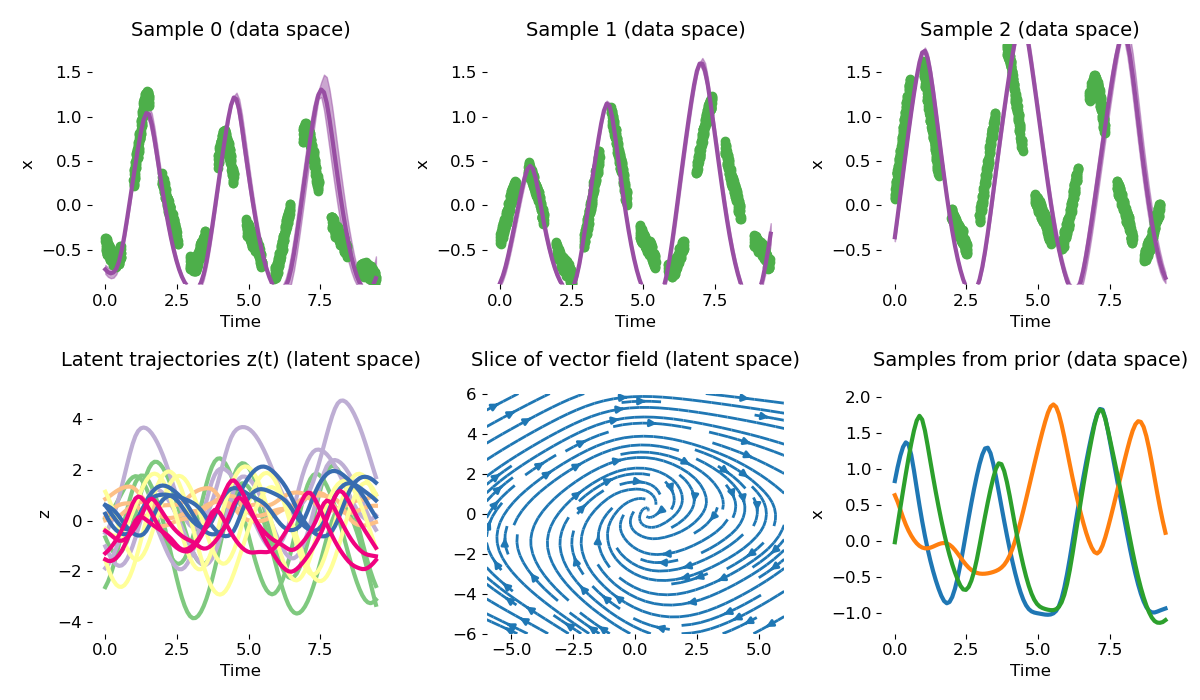 Sample 0 (data space)
Sample 1 (data space)
Sample 2 (data space)
1.5
1.0
0.5
0.0
−0.5
x
0.0 2.5 5.0 7.5
Time
1.5
1.0
0.5
0.0
−0.5
x
0.0 2.5 5.0 7.5
Time
1.5
1.0
0.5
0.0
−0.5
x
0.0 2.5 5.0 7.5
Time
Latent trajectories z(t) (latent space)
Slice of vector field (latent space)
Samples from prior (data space)
4
2
0
−2
−4
z
0.0 2.5 5.0 7.5
Time
6
4
2
0
−2
−4
−6
−5.0 −2.5 0.0 2.5 5.0
2.0
1.5
1.0
0.5
0.0
−0.5
−1.0
x
0.0 2.5 5.0 7.5
Time